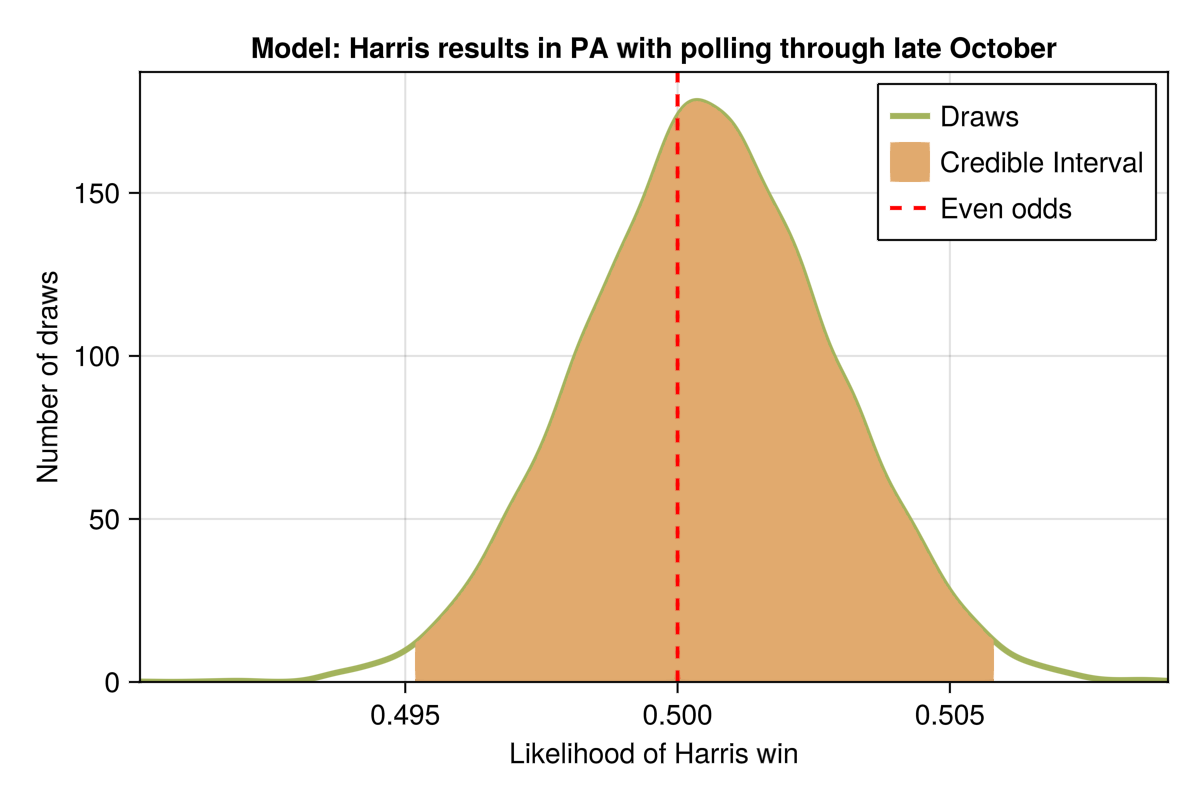 Model: Harris results in PA with polling through late October
Draws
Credible Interval
Even odds
Number of draws
150
100
50
0
0.495
0.500
0.505
Likelihood of Harris win